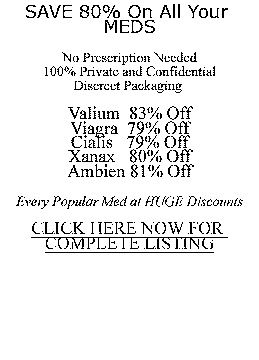 SAVE 80% On All Your
MEDS
No Prescription Needed
100% Private and Confidential
Discreet Packaging
Valium 83% Off
Viagra 79% Off
Cialis 79% Off
Xanax 80% Off
Ambien 81% Off
Every Popular Med at HUGE Discounts
CLICK HERE NOW FOR
COMPLETE LISTING